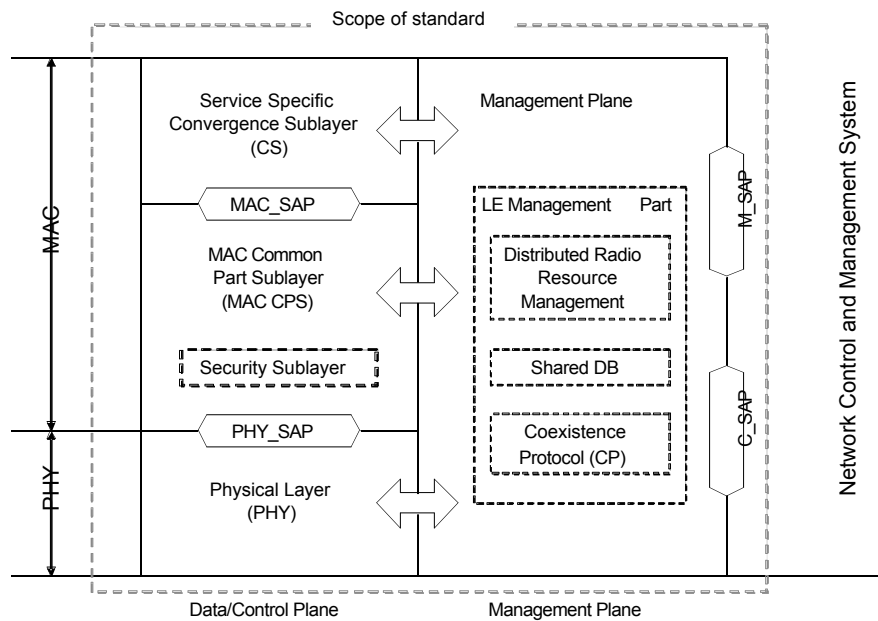 Scope of standard
Service Specific
Convergence Sublayer
(CS)
Management Plane
MAC_SAP
LE Management Part
MAC Common
Part Sublayer
(MAC CPS)
Distributed Radio
Resource
Management
Security Sublayer
Shared DB
PHY_SAP
Coexistence
Protocol (CP)
Physical Layer
(PHY)
MAC
PHY
M_SAP
C_SAP
Network Control and Management System
Data/Control Plane
Management Plane